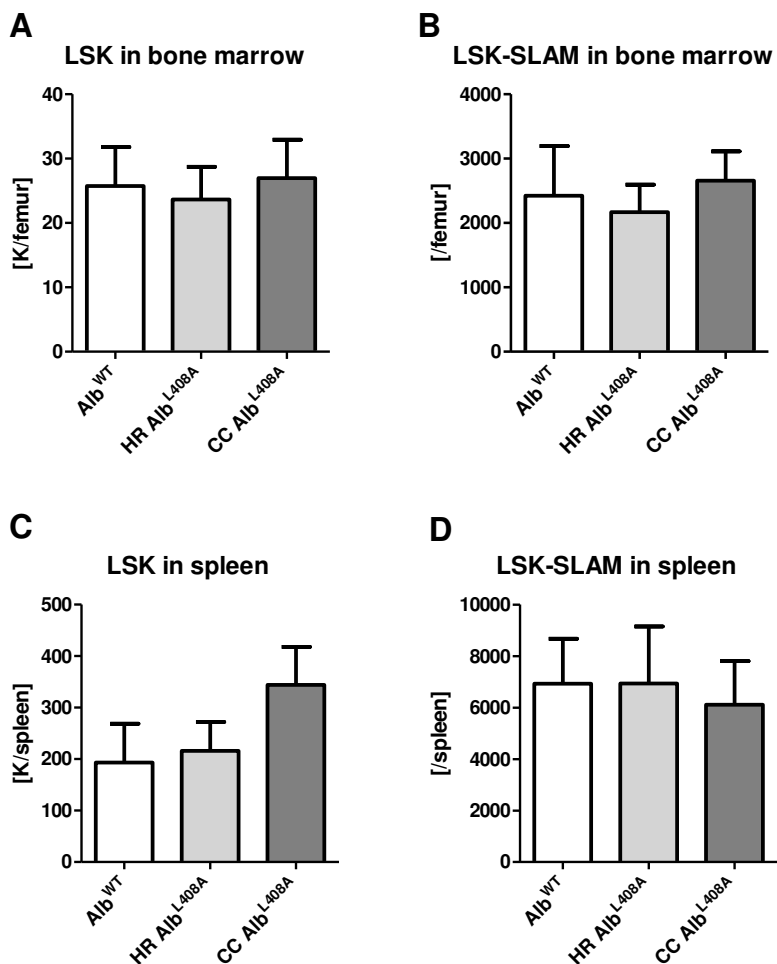 A
LSK in bone marrow
[K/femur]
40
30
20
10
0
Alb^WT
HR Alb^L408A
CC Alb^L408A
B
LSK-SLAM in bone marrow
[/femur]
4000
3000
2000
1000
0
Alb^WT
HR Alb^L408A
CC Alb^L408A
C
LSK in spleen
[K/spleen]
500
400
300
200
100
0
Alb^WT
HR Alb^L408A
CC Alb^L408A
D
LSK-SLAM in spleen
[/spleen]
10000
8000
6000
4000
2000
0
Alb^WT
HR Alb^L408A
CC Alb^L408A